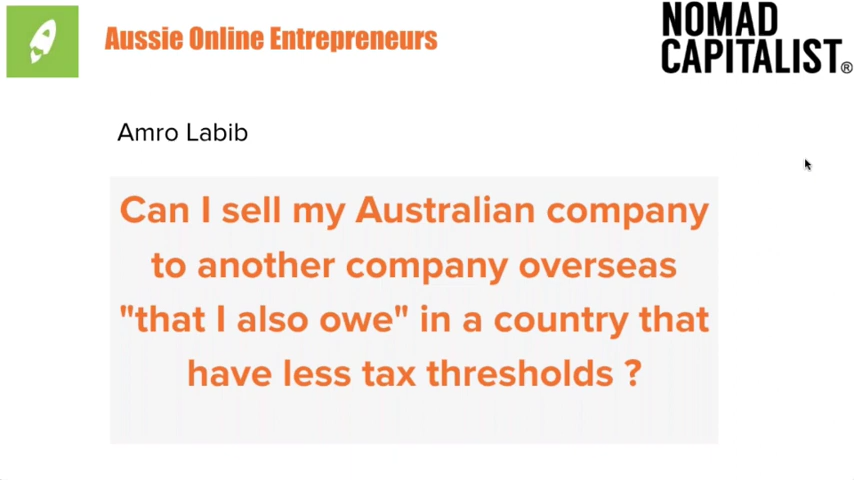 Aussie Online Entrepreneurs
NOMAD
CAPITALIST®
Amro Labib
Can I sell my Australian company
to another company overseas
"that I also owe" in a country that
have less tax thresholds ?